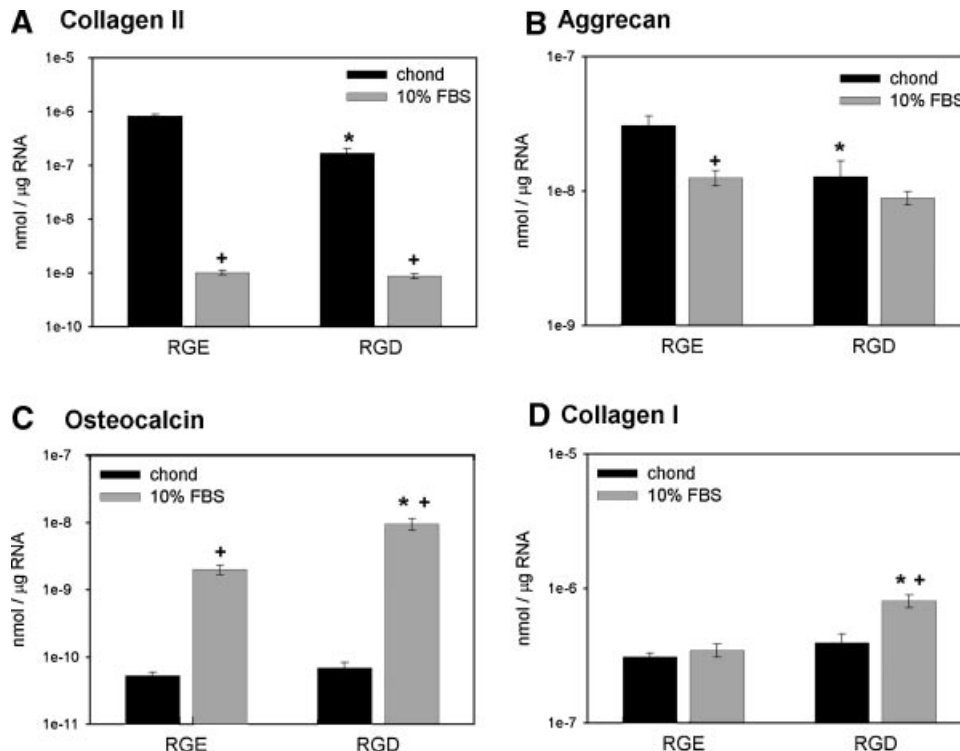 A Collagen II
1e-5
1e-6
1e-7
1e-8
1e-9
1e-10
nmol / μg RNA
chond
10% FBS
*
+
+
RGE RGD
B Aggrecan
1e-7
1e-8
1e-9
nmol / μg RNA
chond
10% FBS
+
*
RGE RGD
C Osteocalcin
1e-7
1e-8
1e-9
1e-10
1e-11
nmol / μg RNA
chond
10% FBS
+
* +
RGE RGD
D Collagen I
1e-5
1e-6
1e-7
nmol / μg RNA
chond
10% FBS
* +
RGE RGD